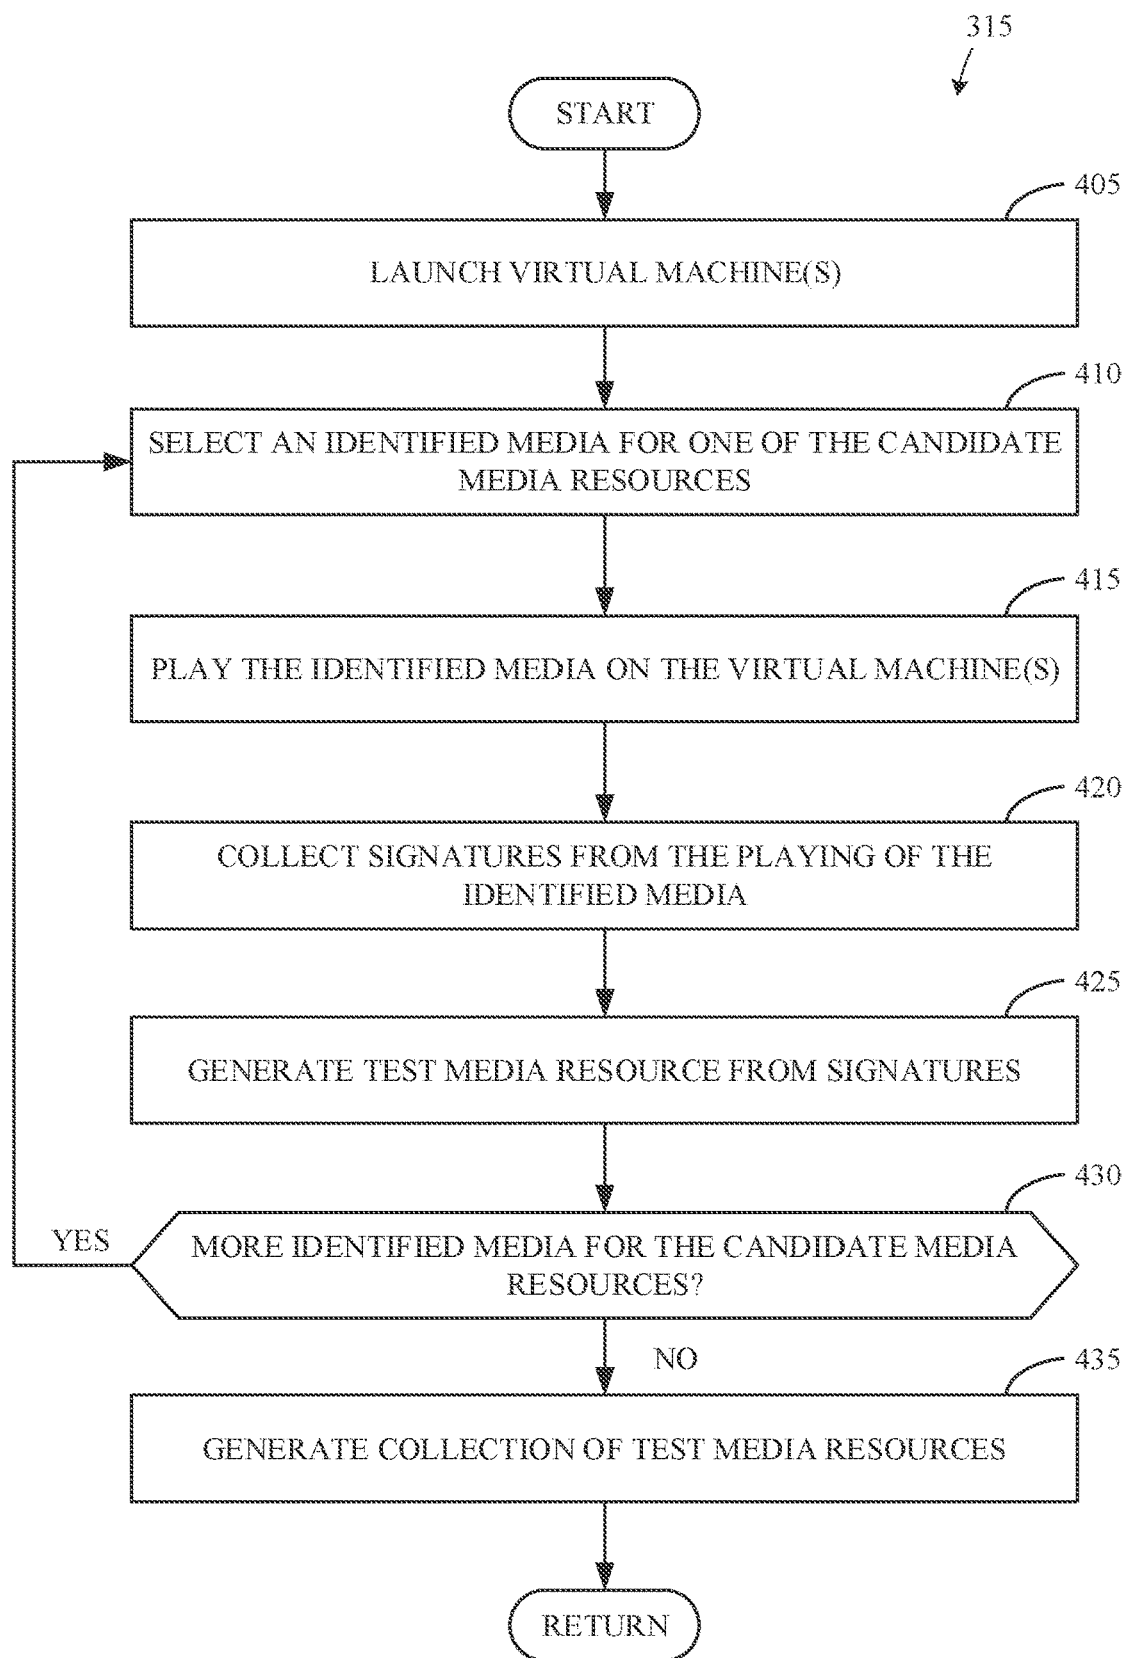 315
START
405
LAUNCH VIRTUAL MACHINE(S)
410
SELECT AN IDENTIFIED MEDIA FOR ONE OF THE CANDIDATE
MEDIA RESOURCES
415
PLAY THE IDENTIFIED MEDIA ON THE VIRTUAL MACHINE(S)
420
COLLECT SIGNATURES FROM THE PLAYING OF THE
IDENTIFIED MEDIA
425
GENERATE TEST MEDIA RESOURCE FROM SIGNATURES
430
YES
MORE IDENTIFIED MEDIA FOR THE CANDIDATE MEDIA
RESOURCES?
NO
435
GENERATE COLLECTION OF TEST MEDIA RESOURCES
RETURN